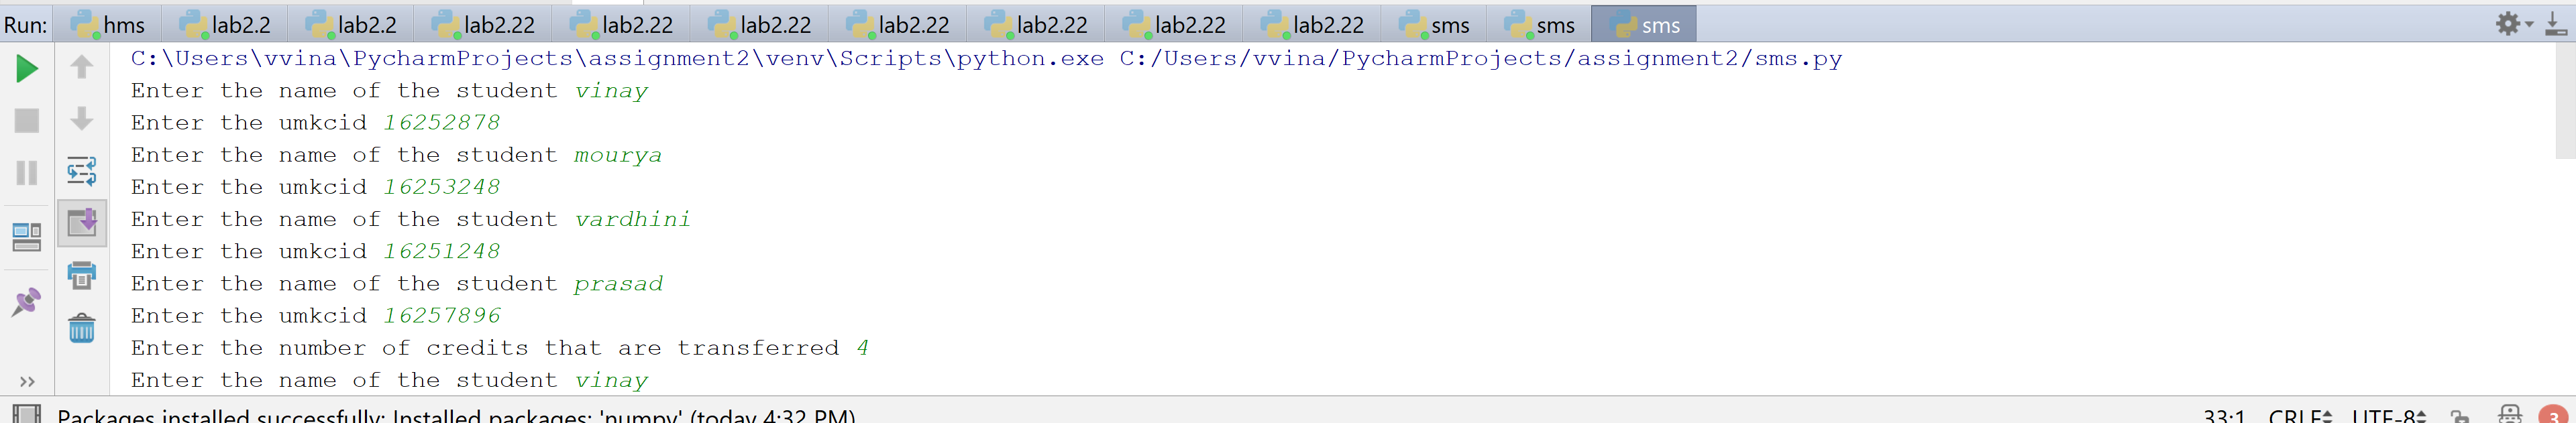 Run: hms lab2.2 lab2.2 lab2.22 lab2.22 lab2.22 lab2.22 lab2.22 lab2.22 lab2.22 sms sms sms
C:\Users\vvina\PycharmProjects\assignment2\venv\Scripts\python.exe C:/Users/vvina/PycharmProjects/assignment2/sms.py
Enter the name of the student vinay
Enter the umkcid 16252878
Enter the name of the student mourya
Enter the umkcid 16253248
Enter the name of the student vardhini
Enter the umkcid 16251248
Enter the name of the student prasad
Enter the umkcid 16257896
Enter the number of credits that are transferred 4
Enter the name of the student vinay
Packages installed successfully: Installed packages: 'numpy' (today 4:32 PM) 33:1 CRLF UTF-8 3